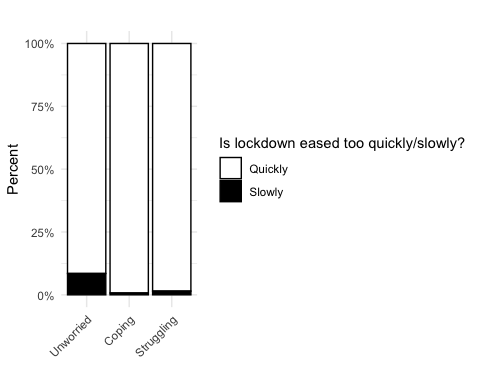 100%
75%
50%
25%
0%
Percent
Unworried
Coping
Struggling
Is lockdown eased too quickly/slowly?
Quickly
Slowly